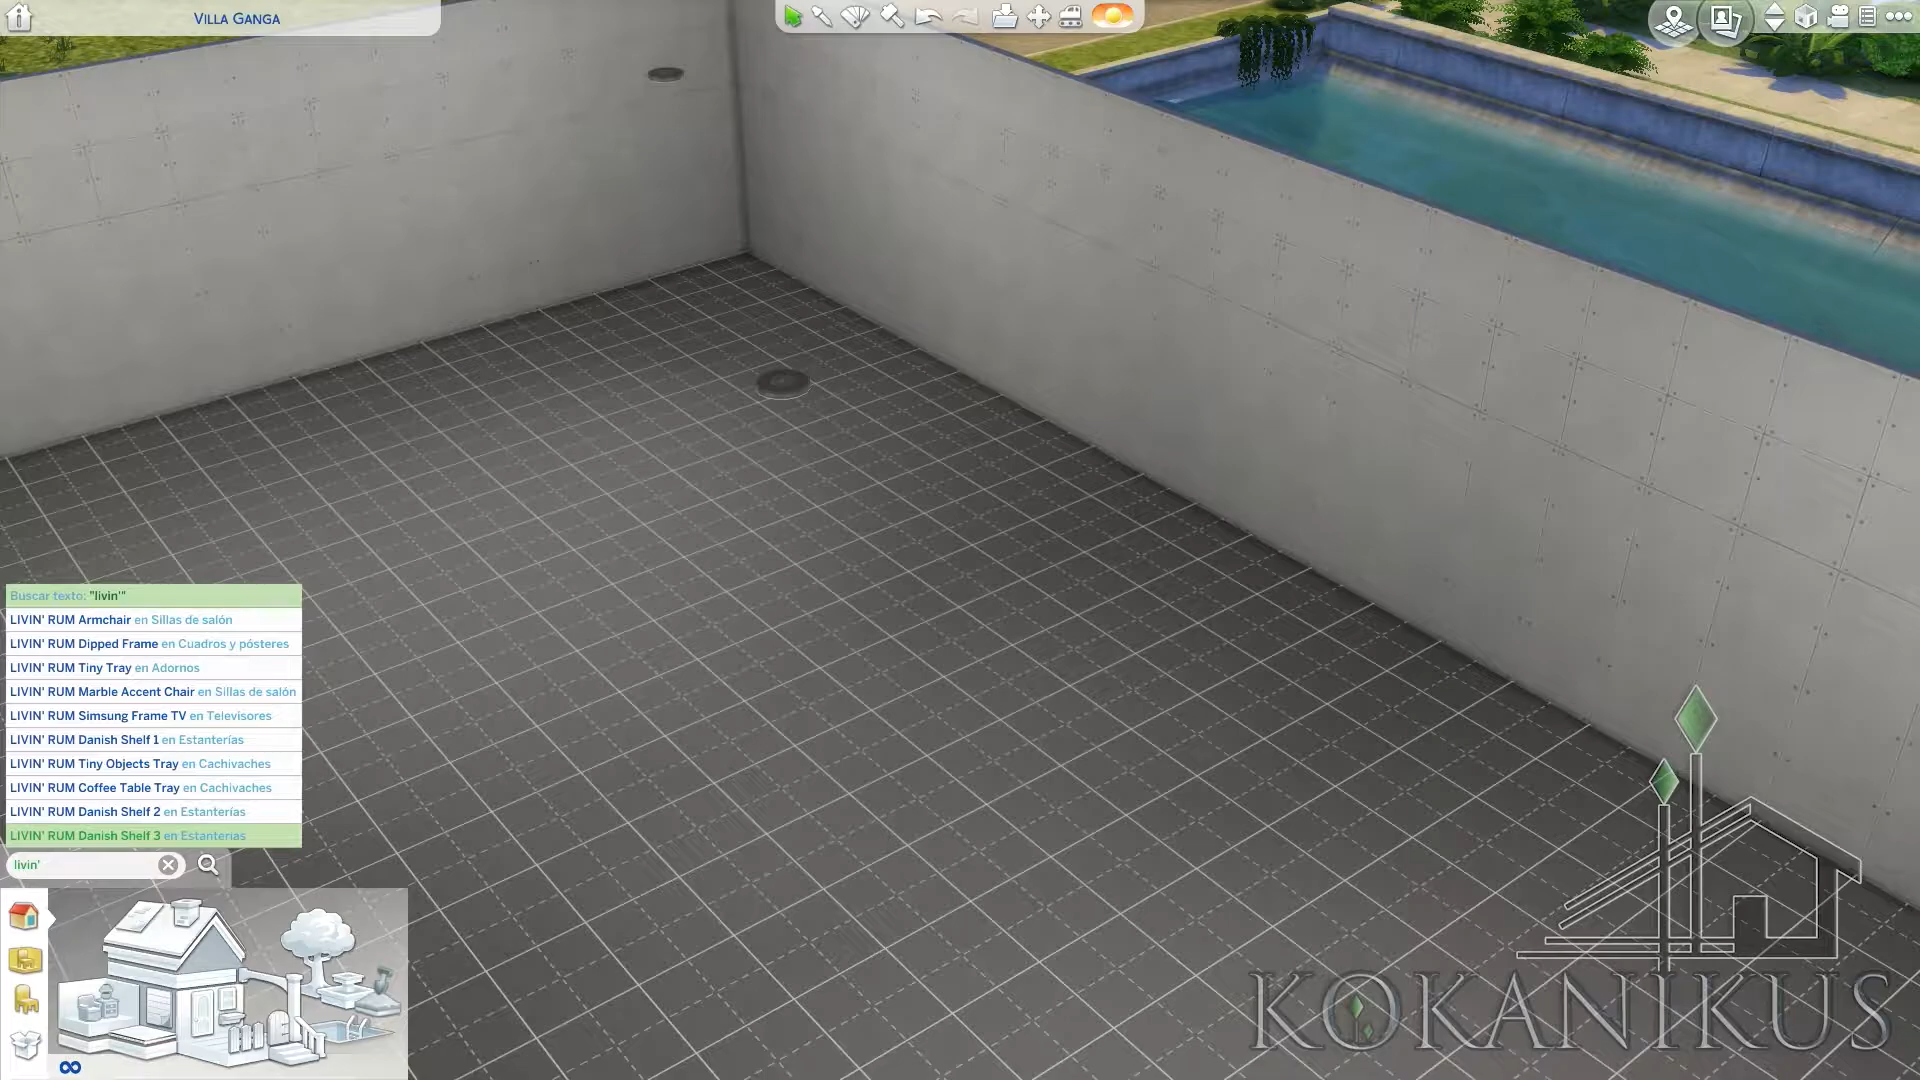 VILLA GANGA
Buscar texto: "livin'"
LIVIN' RUM Armchair en Sillas de salón
LIVIN' RUM Dipped Frame en Cuadros y pósteres
LIVIN' RUM Tiny Tray en Adornos
LIVIN' RUM Marble Accent Chair en Sillas de salón
LIVIN' RUM Simsung Frame TV en Televisores
LIVIN' RUM Danish Shelf 1 en Estanterías
LIVIN' RUM Tiny Objects Tray en Cachivaches
LIVIN' RUM Coffee Table Tray en Cachivaches
LIVIN' RUM Danish Shelf 2 en Estanterías
LIVIN' RUM Danish Shelf 3 en Estanterías
livin'
KOKANIKUS